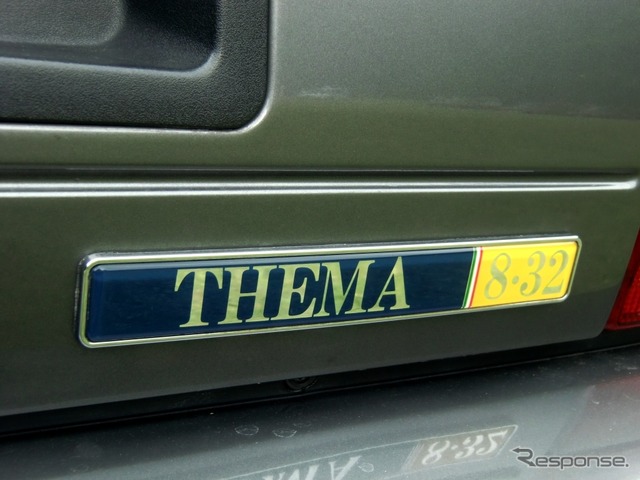 THEMA 8·32
Response.